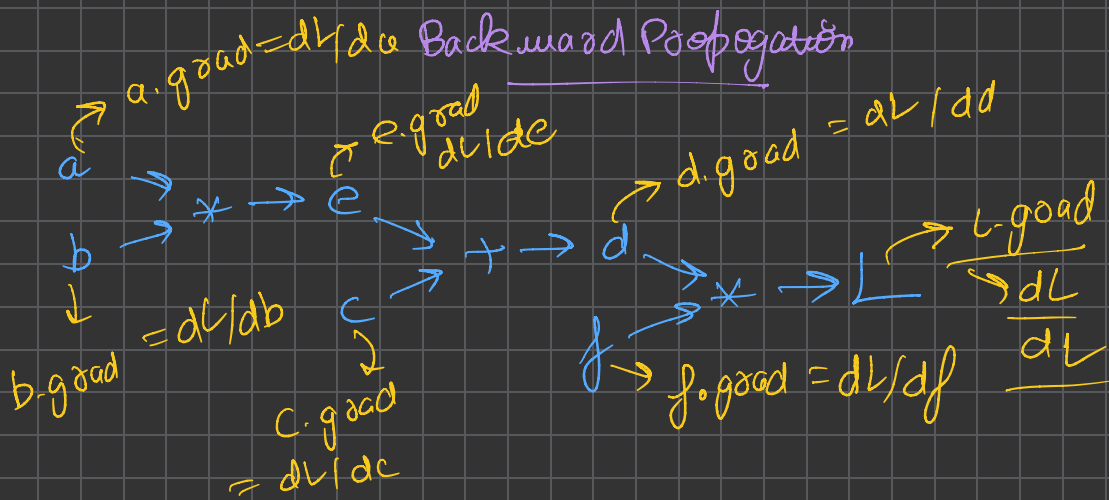 Backward Propogation
a.grad = dL/da
a
e.grad
dL/de
d.grad = dL/dd
*
e
b
+
d
L.grad
dL
dL
*
L
c
b.grad = dL/db
f
f.grad = dL/df
c.grad
= dL/dc